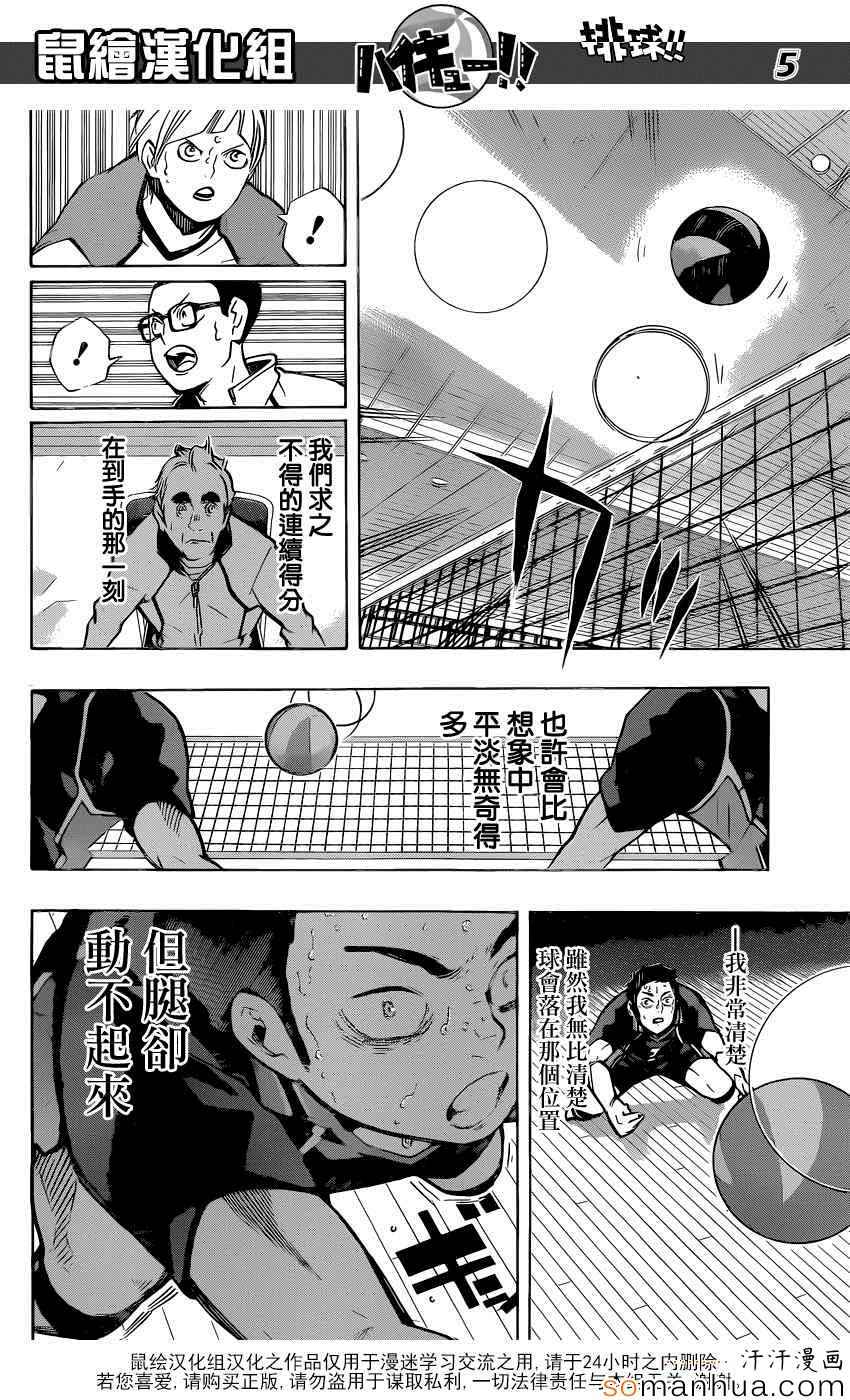 鼠繪漢化組
ハイキュー!!
排球!!
5
!
!
我們求之
不得的連續得分
在到手的那一刻
ガッ
也許會比
想象中
平淡無奇得
多
─我非常清楚
雖然我無比清楚
球會落在那個位置
但腿卻
動不起來
ギギ
鼠绘汉化组汉化之作品仅用于漫迷学习交流之用,请于24小时之内删除
若您喜爱,请购买正版,请勿盗用于谋取私利,一切法律责任与
汗汗漫画
somanhua.com